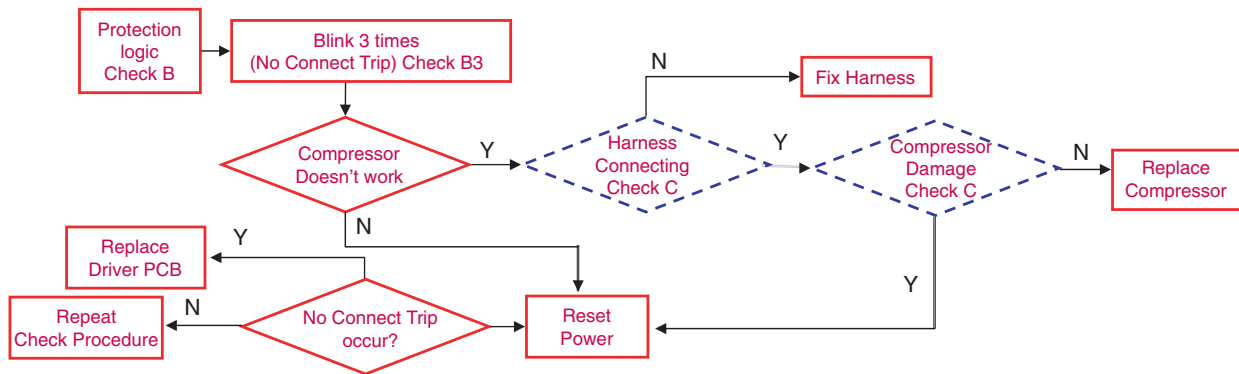 Protection
logic
Check B
Blink 3 times
(No Connect Trip) Check B3
N
Fix Harness
Compressor
Doesn't work
Y
Harness
Connecting
Check C
Y
Compressor
Damage
Check C
N
Replace
Compressor
N
Y
Replace
Driver PCB
Y
Repeat
Check Procedure
N
No Connect Trip
occur?
Reset
Power